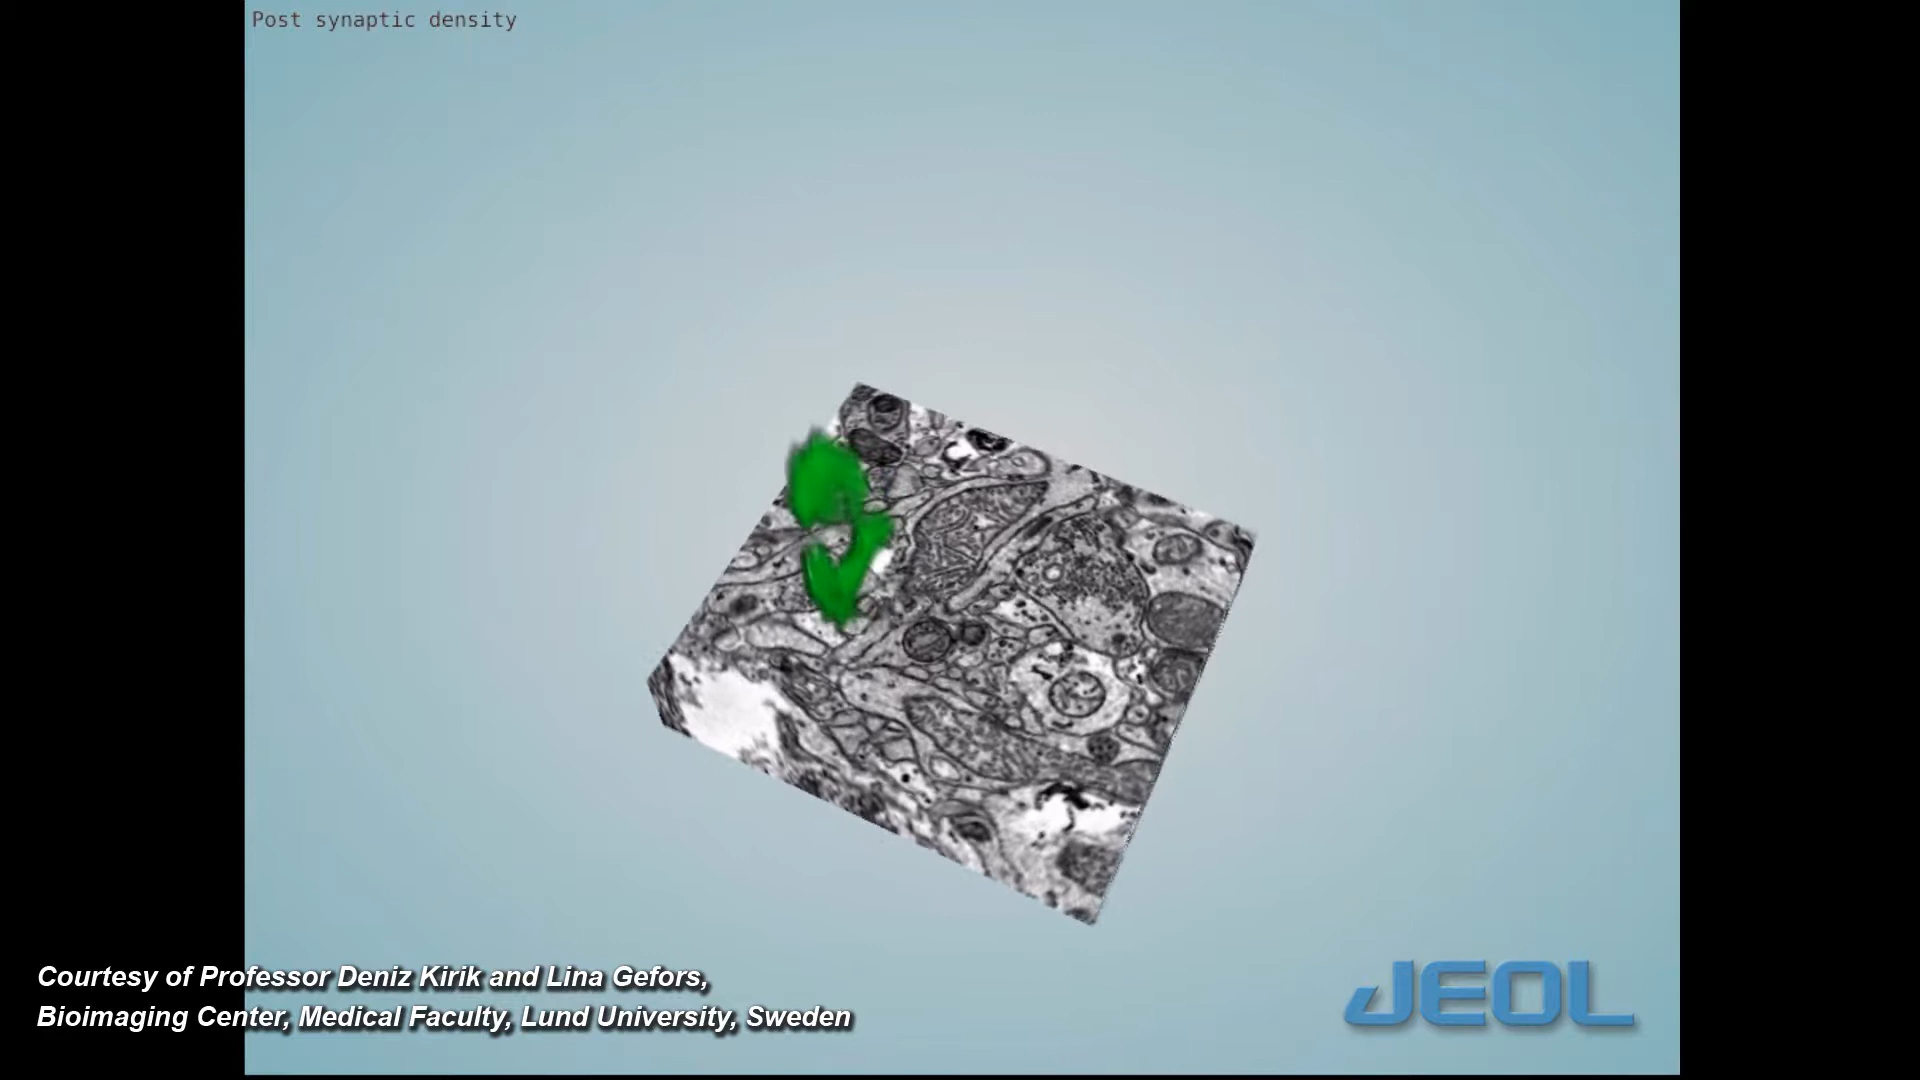 Post synaptic density
Courtesy of Professor Deniz Kirik and Lina Gefors,
Bioimaging Center, Medical Faculty, Lund University, Sweden
JEOL